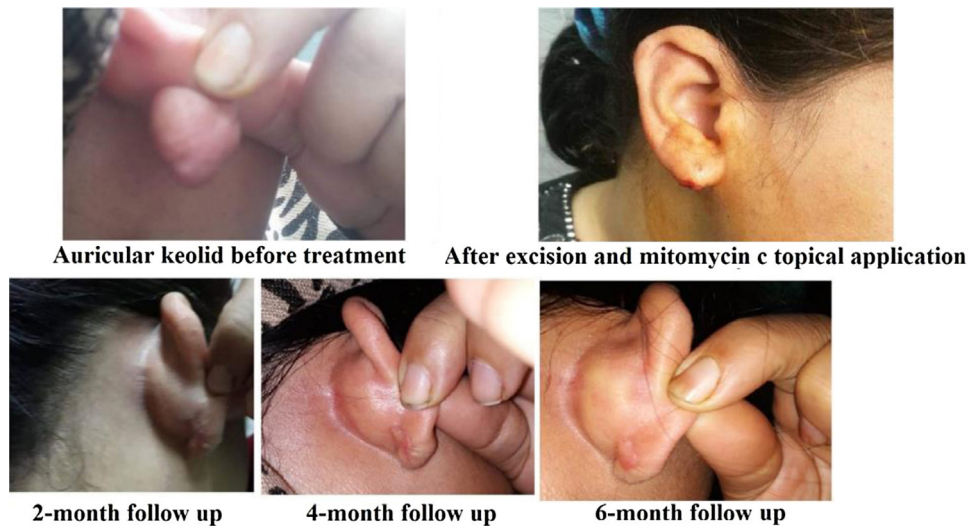 Auricular keolid before treatment
After excision and mitomycin c topical application
2-month follow up
4-month follow up
6-month follow up